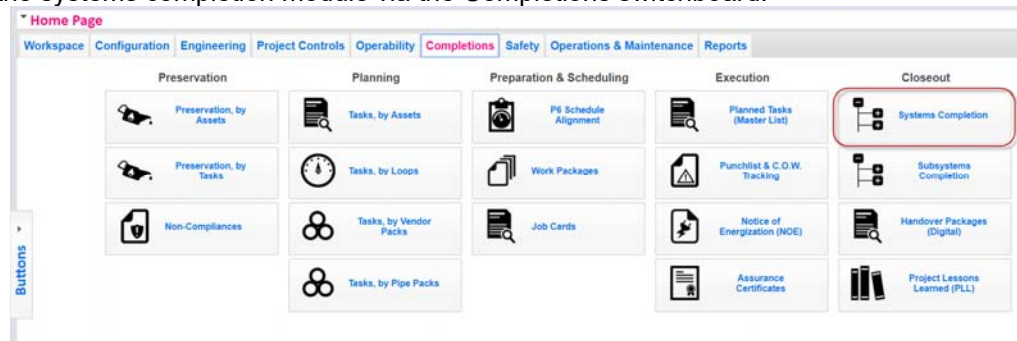 the Systems completion module via the Completions switchboard.
Home Page
Workspace Configuration Engineering Project Controls Operability Completions Safety Operations & Maintenance Reports
Preservation
Preservation, by
Assets
Preservation, by
Tasks
Non-Compliances
Planning
Tasks, by Assets
Tasks, by Loops
Tasks, by Vendor
Packs
Tasks, by Pipe Packs
Preparation & Scheduling
P6 Schedule
Alignment
Work Packages
Job Cards
Execution
Planned Tasks
(Master List)
Punchlist & C.O.W.
Tracking
Notice of
Energization (NOE)
Assurance
Certificates
Closeout
Systems Completion
Subsystems
Completion
Handover Packages
(Digital)
Project Lessons
Learned (PLL)
Buttons